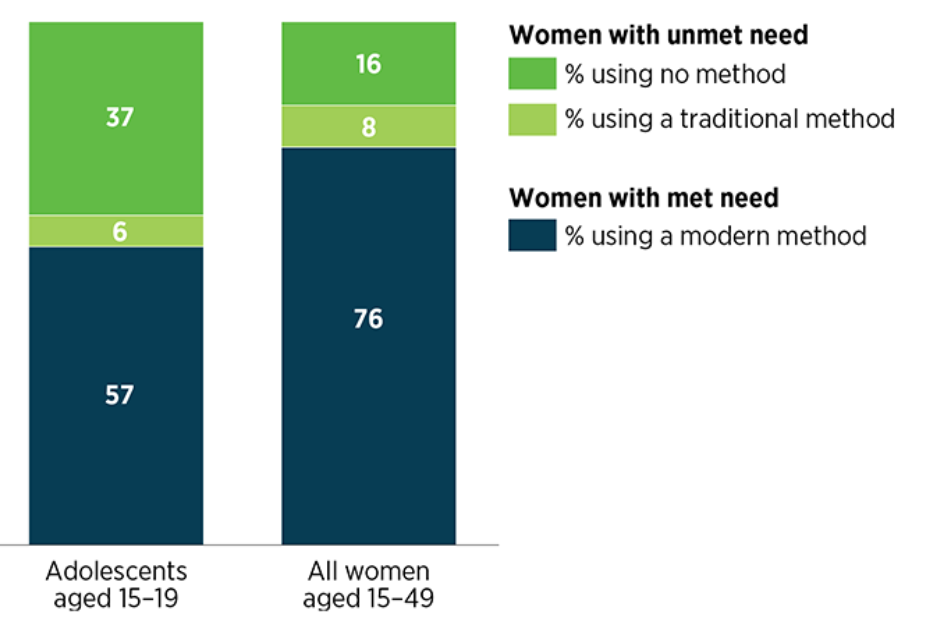 37
6
57
16
8
76
Adolescents
aged 15–19
All women
aged 15–49
Women with unmet need
% using no method
% using a traditional method
Women with met need
% using a modern method